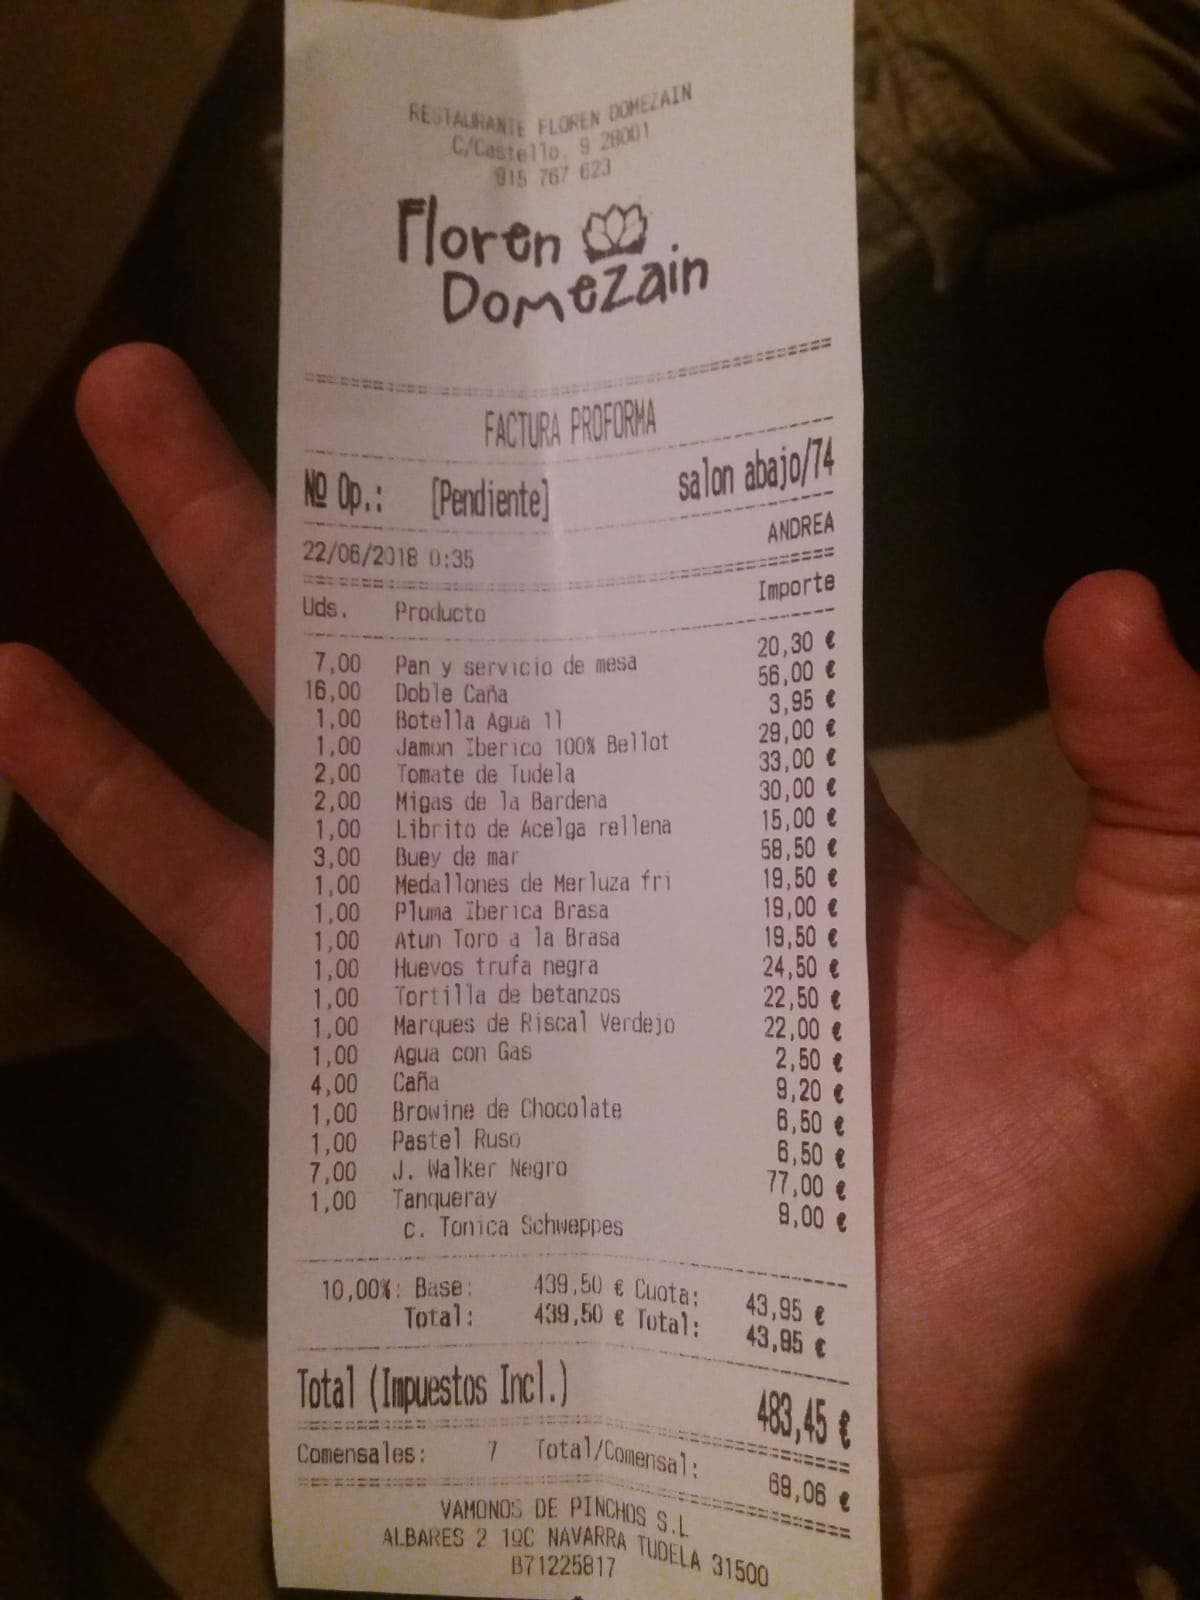 RESTAURANTE FLOREN DOMEZAIN
C/Castello, 9 28001
915 767 623
Floren
Domezain
FACTURA PROFORMA
Nº Op.: [Pendiente] salon abajo/74
22/06/2018 0:35 ANDREA
Uds. Producto Importe
7,00 Pan y servicio de mesa 20,30 €
16,00 Doble Caña 56,00 €
1,00 Botella Agua 1l 3,95 €
1,00 Jamon Iberico 100% Bellot 29,00 €
2,00 Tomate de Tudela 33,00 €
2,00 Migas de la Bardena 30,00 €
1,00 Librito de Acelga rellena 15,00 €
3,00 Buey de mar 58,50 €
1,00 Medallones de Merluza fri 19,50 €
1,00 Pluma Iberica Brasa 19,00 €
1,00 Atun Toro a la Brasa 19,50 €
1,00 Huevos trufa negra 24,50 €
1,00 Tortilla de betanzos 22,50 €
1,00 Marques de Riscal Verdejo 22,00 €
1,00 Agua con Gas 2,50 €
4,00 Caña 9,20 €
1,00 Browine de Chocolate 6,50 €
1,00 Pastel Ruso 6,50 €
7,00 J. Walker Negro 77,00 €
1,00 Tanqueray 9,00 €
c. Tonica Schweppes
10,00%: Base: 439,50 € Cuota: 43,95 €
Total: 439,50 € Total: 43,95 €
Total (Impuestos Incl.) 483,45 €
Comensales: 7 Total/Comensal: 69,06 €
VAMONOS DE PINCHOS S.L
ALBARES 2 1ºC NAVARRA TUDELA 31500
B71225817